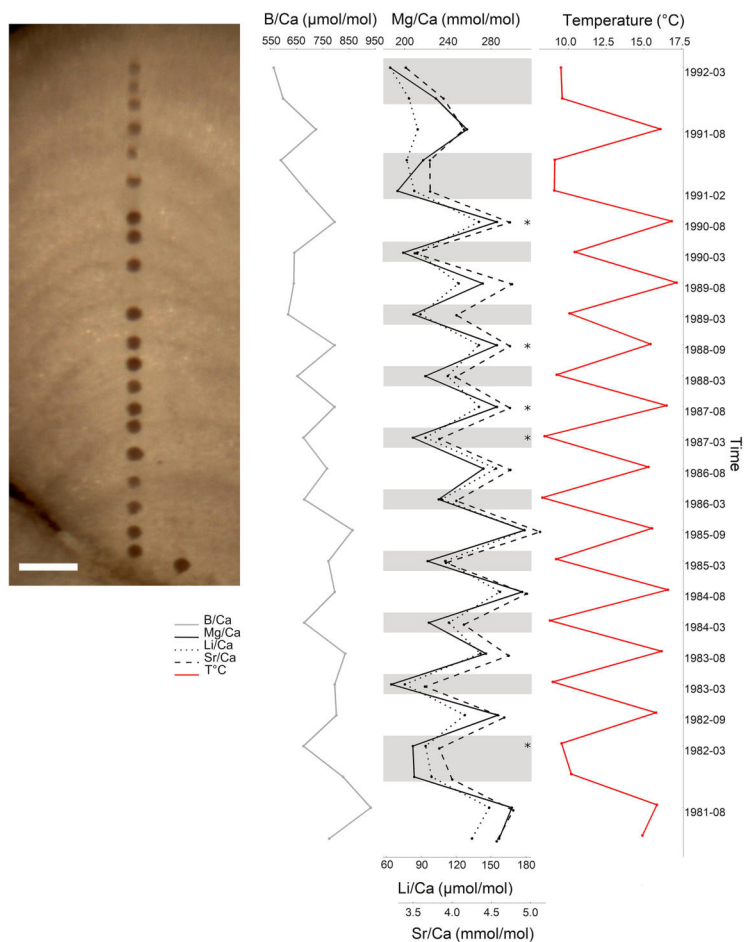 B/Ca (µmol/mol) Mg/Ca (mmol/mol) Temperature (°C)
550 650 750 850 950 200 240 280 10.0 12.5 15.0 17.5
1992-03
1991-08
1991-02
1990-08
*
1990-03
1989-08
1989-03
1988-09
*
1988-03
1987-08
*
1987-03
*
Time
1986-08
1986-03
1985-09
1985-03
1984-08
1984-03
1983-08
1983-03
1982-09
1982-03
*
1981-08
B/Ca
Mg/Ca
Li/Ca
Sr/Ca
T°C
60 90 120 150 180
Li/Ca (µmol/mol)
3.5 4.0 4.5 5.0
Sr/Ca (mmol/mol)